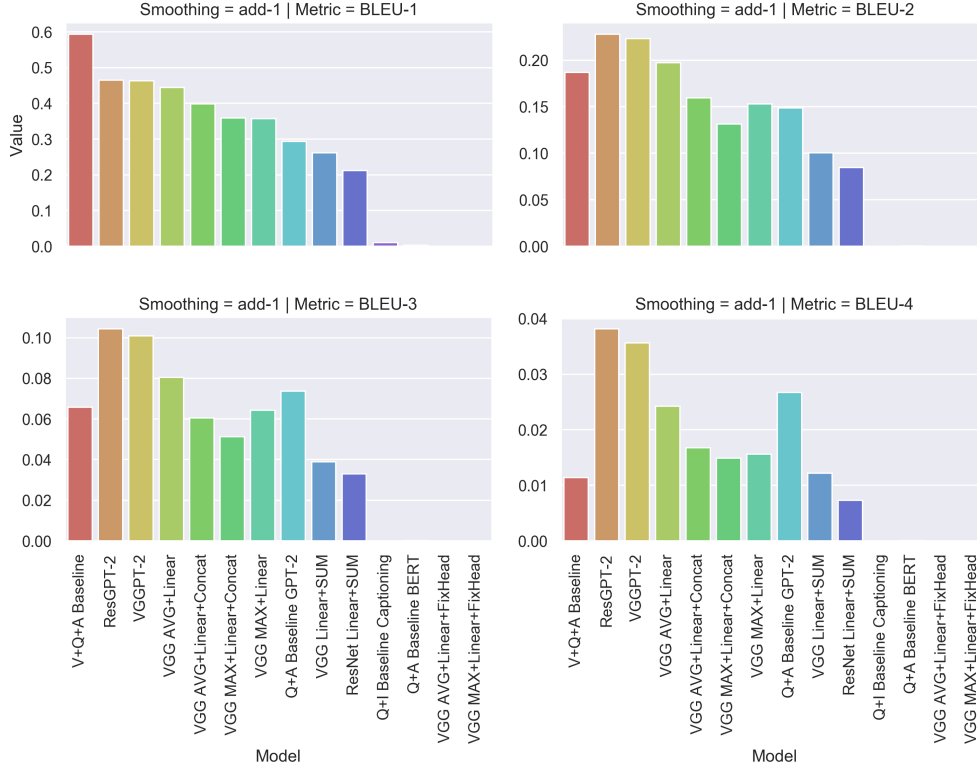 Smoothing = add-1 | Metric = BLEU-1
Value
0.6
0.5
0.4
0.3
0.2
0.1
0.0
Smoothing = add-1 | Metric = BLEU-2
0.20
0.15
0.10
0.05
0.00
Smoothing = add-1 | Metric = BLEU-3
0.10
0.08
0.06
0.04
0.02
0.00
V+Q+A Baseline
ResGPT-2
VGGPT-2
VGG AVG+Linear
VGG AVG+Linear+Concat
VGG MAX+Linear+Concat
VGG MAX+Linear
Q+A Baseline GPT-2
VGG Linear+SUM
ResNet Linear+SUM
Q+I Baseline Captioning
Q+A Baseline BERT
VGG AVG+Linear+FixHead
VGG MAX+Linear+FixHead
Model
Smoothing = add-1 | Metric = BLEU-4
0.04
0.03
0.02
0.01
0.00
V+Q+A Baseline
ResGPT-2
VGGPT-2
VGG AVG+Linear
VGG AVG+Linear+Concat
VGG MAX+Linear+Concat
VGG MAX+Linear
Q+A Baseline GPT-2
VGG Linear+SUM
ResNet Linear+SUM
Q+I Baseline Captioning
Q+A Baseline BERT
VGG AVG+Linear+FixHead
VGG MAX+Linear+FixHead
Model